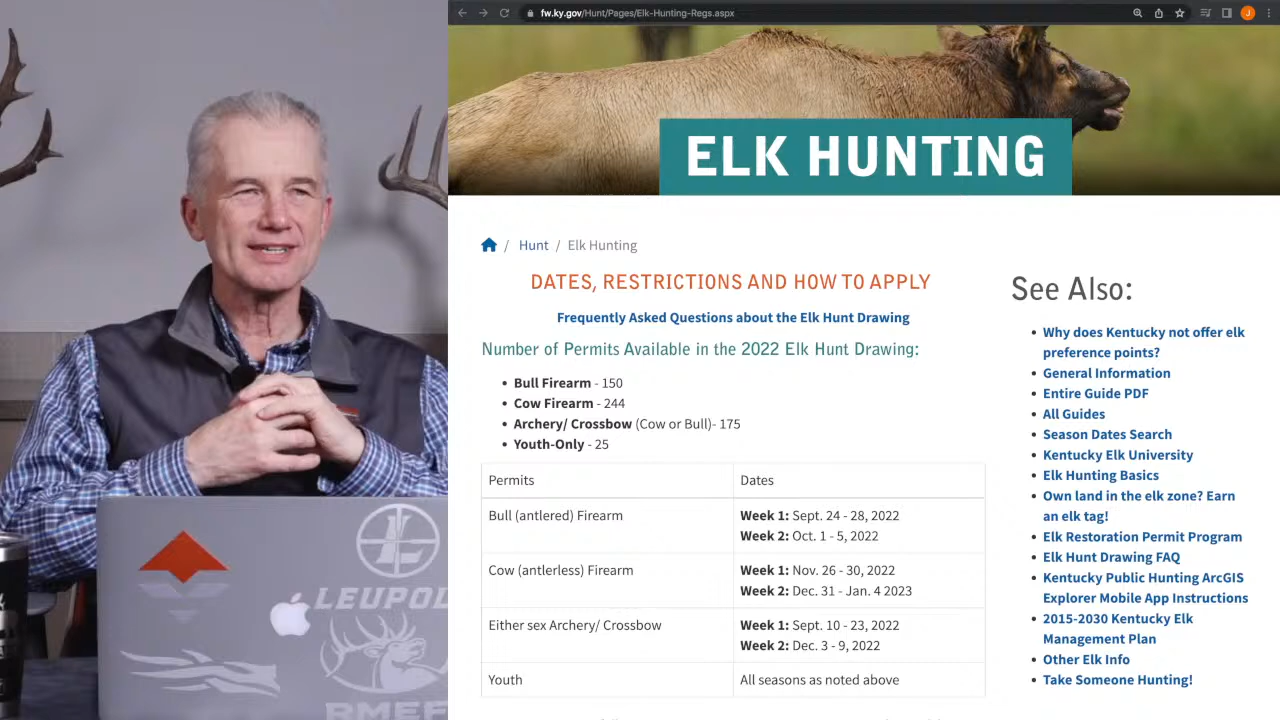 fw.ky.gov/Hunt/Pages/Elk-Hunting-Regs.aspx
J
ELK HUNTING
/ Hunt / Elk Hunting
DATES, RESTRICTIONS AND HOW TO APPLY
Frequently Asked Questions about the Elk Hunt Drawing
Number of Permits Available in the 2022 Elk Hunt Drawing:
• Bull Firearm - 150
• Cow Firearm - 244
• Archery/ Crossbow (Cow or Bull)- 175
• Youth-Only - 25
Permits Dates
Bull (antlered) Firearm Week 1: Sept. 24 - 28, 2022
Week 2: Oct. 1 - 5, 2022
Cow (antlerless) Firearm Week 1: Nov. 26 - 30, 2022
Week 2: Dec. 31 - Jan. 4 2023
Either sex Archery/ Crossbow Week 1: Sept. 10 - 23, 2022
Week 2: Dec. 3 - 9, 2022
Youth All seasons as noted above
See Also:
• Why does Kentucky not offer elk
preference points?
• General Information
• Entire Guide PDF
• All Guides
• Season Dates Search
• Kentucky Elk University
• Elk Hunting Basics
• Own land in the elk zone? Earn
an elk tag!
• Elk Restoration Permit Program
• Elk Hunt Drawing FAQ
• Kentucky Public Hunting ArcGIS
Explorer Mobile App Instructions
• 2015-2030 Kentucky Elk
Management Plan
• Other Elk Info
• Take Someone Hunting!
LEUPOL
RMEF